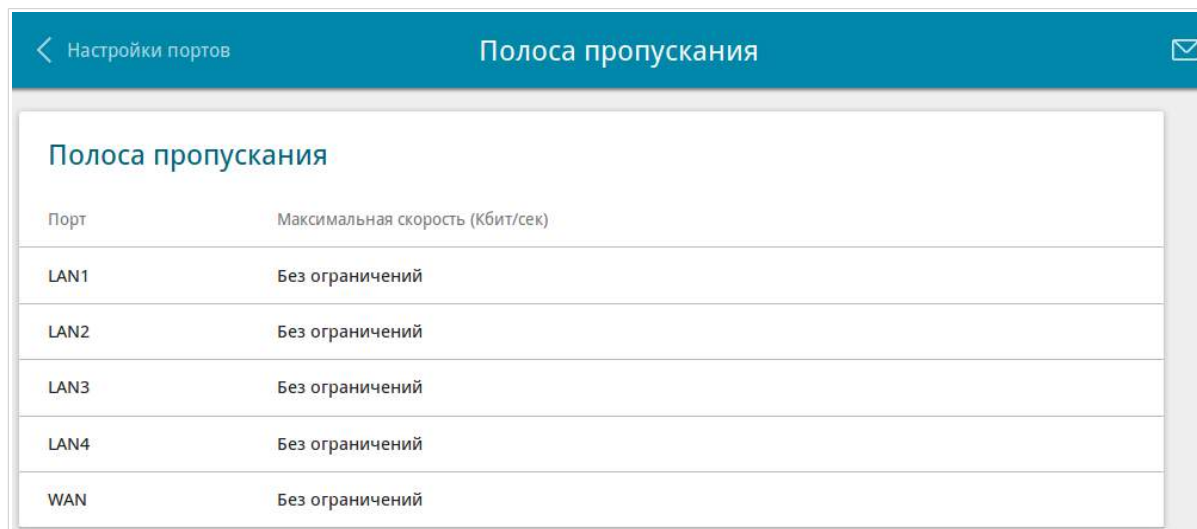 Настройки портов Полоса пропускания
Полоса пропускания
Порт Максимальная скорость (Кбит/сек)
LAN1 Без ограничений
LAN2 Без ограничений
LAN3 Без ограничений
LAN4 Без ограничений
WAN Без ограничений